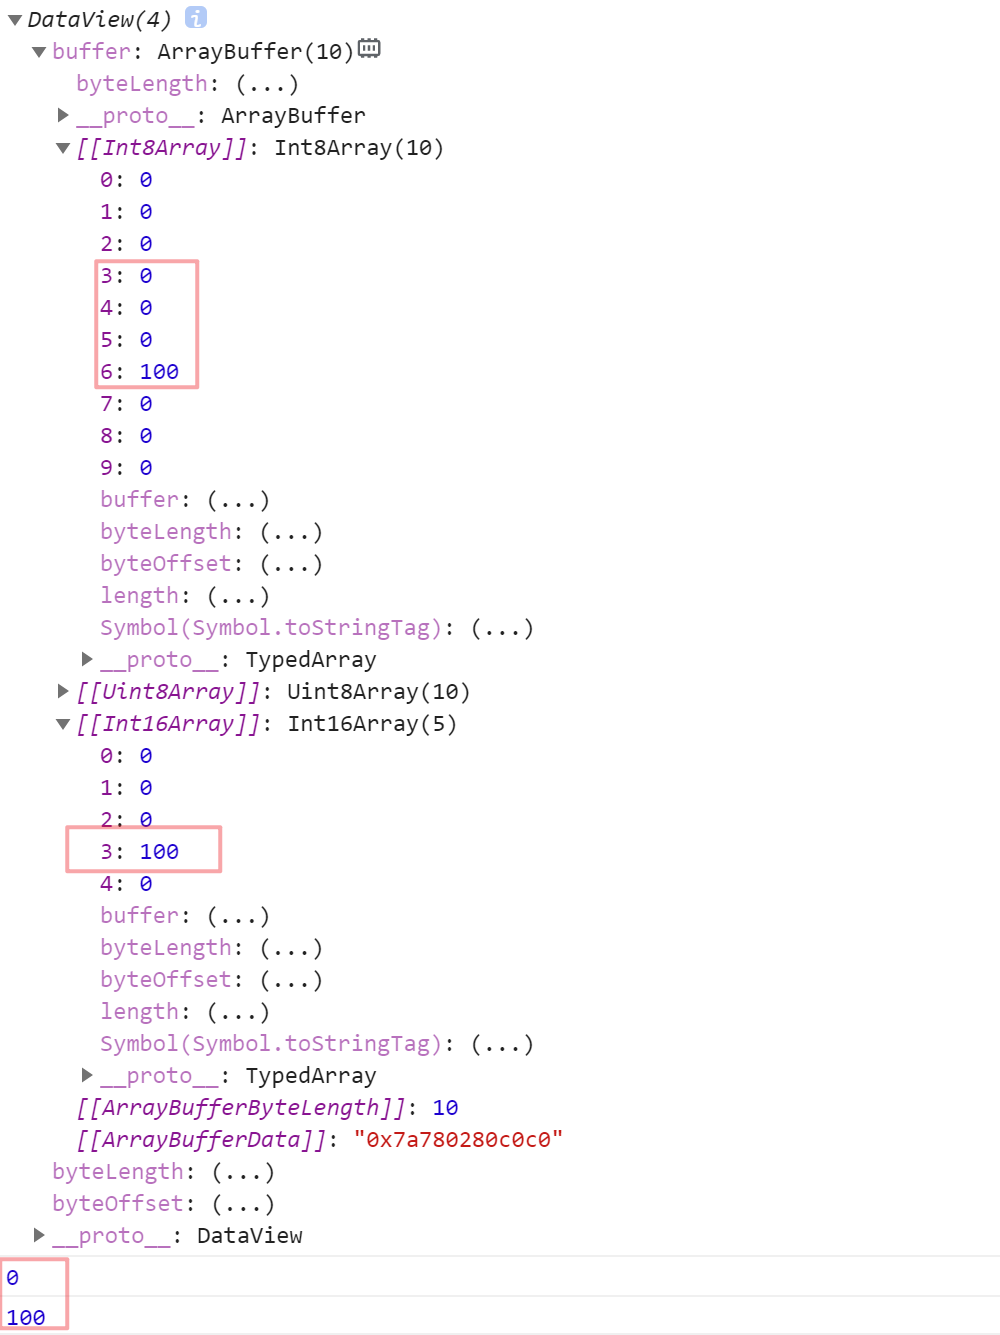 DataView(4) i
buffer: ArrayBuffer(10)
byteLength: (...)
__proto__: ArrayBuffer
[[Int8Array]]: Int8Array(10)
0: 0
1: 0
2: 0
3: 0
4: 0
5: 0
6: 100
7: 0
8: 0
9: 0
buffer: (...)
byteLength: (...)
byteOffset: (...)
length: (...)
Symbol(Symbol.toStringTag): (...)
__proto__: TypedArray
[[Uint8Array]]: Uint8Array(10)
[[Int16Array]]: Int16Array(5)
0: 0
1: 0
2: 0
3: 100
4: 0
buffer: (...)
byteLength: (...)
byteOffset: (...)
length: (...)
Symbol(Symbol.toStringTag): (...)
__proto__: TypedArray
[[ArrayBufferByteLength]]: 10
[[ArrayBufferData]]: "0x7a780280c0c0"
byteLength: (...)
byteOffset: (...)
__proto__: DataView
0
100